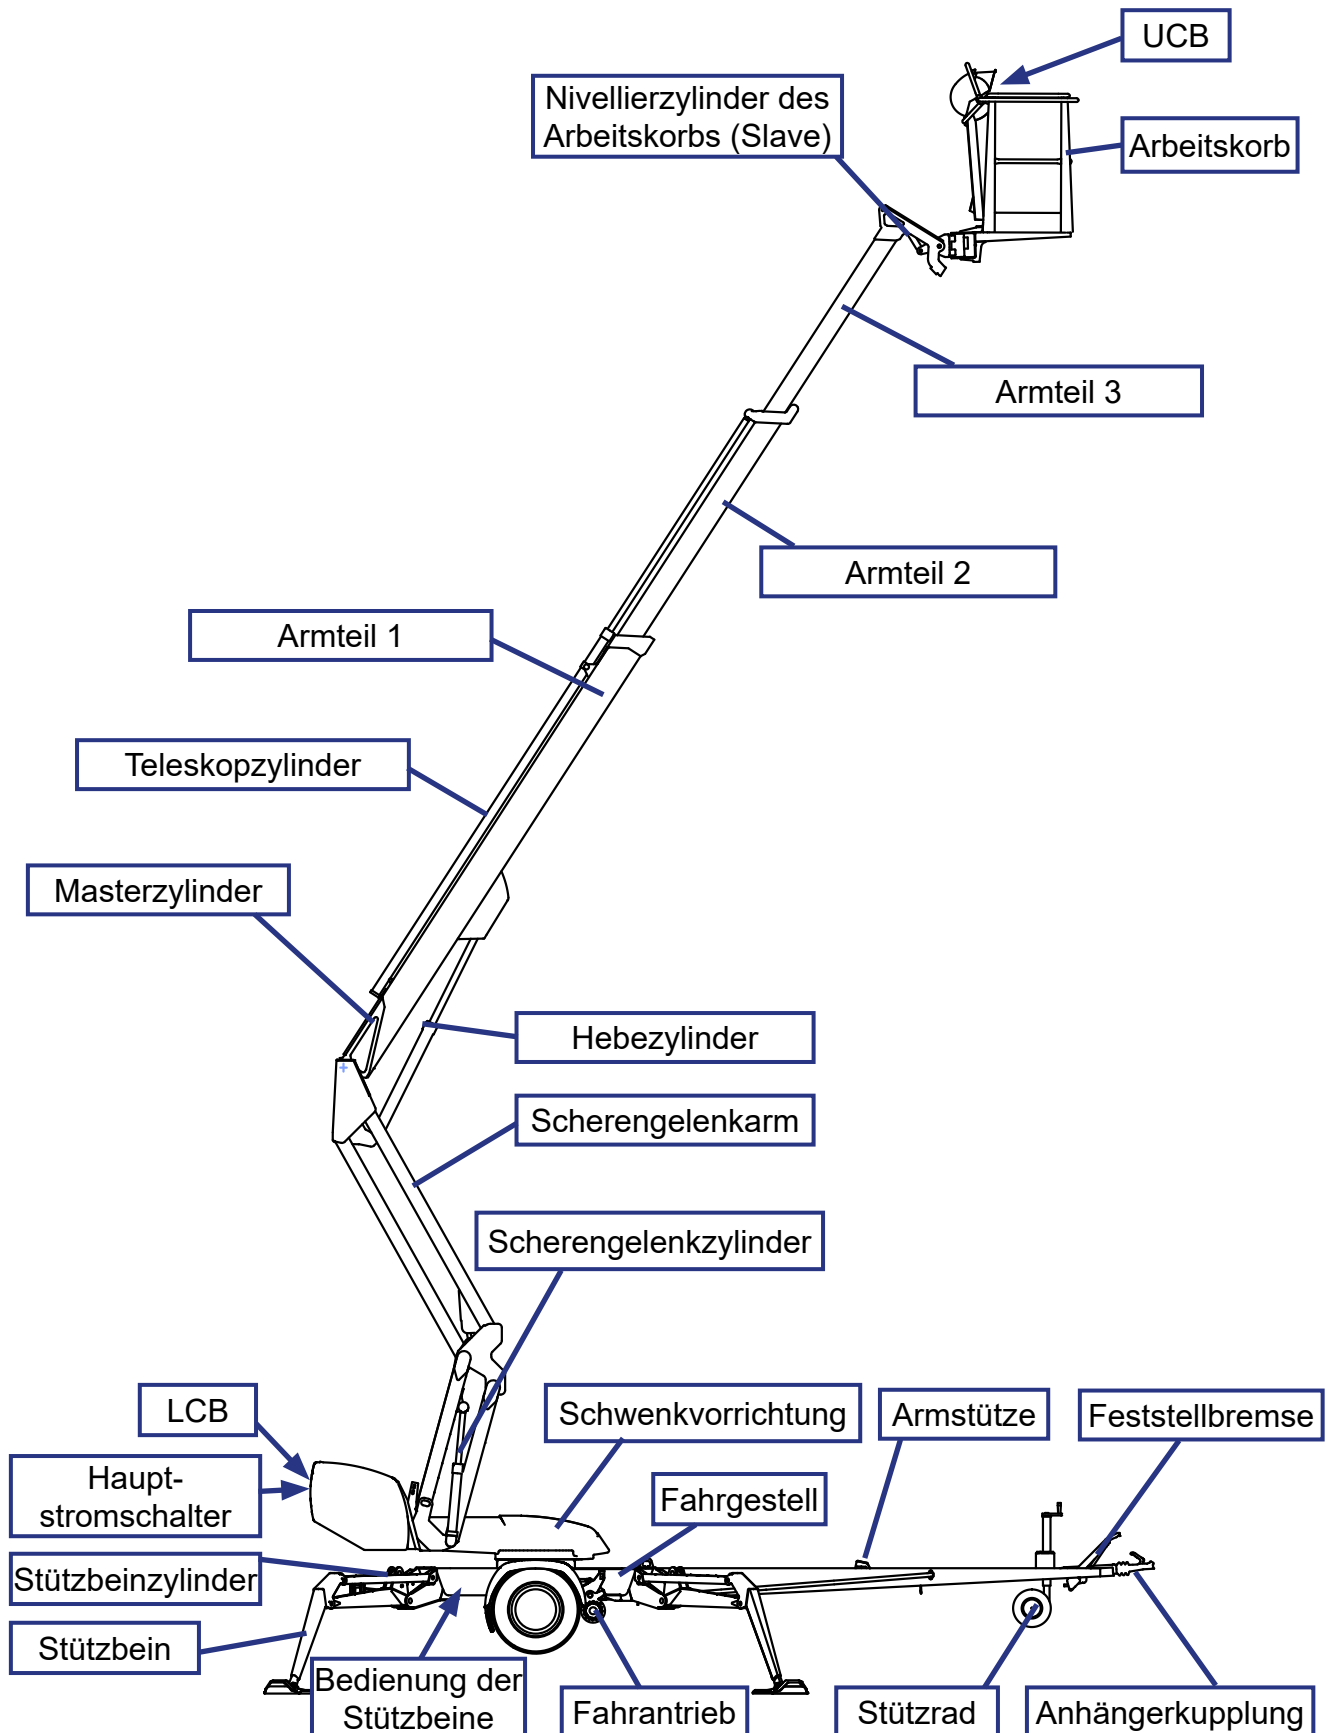 UCB
Nivellierzylinder des
Arbeitskorbs (Slave)
Arbeitskorb
Armteil 3
Armteil 2
Armteil 1
Teleskopzylinder
Masterzylinder
Hebezylinder
Scherengelenkarm
Scherengelenkzylinder
LCB
Schwenkvorrichtung
Armstütze
Feststellbremse
Haupt-
stromschalter
Fahrgestell
Stützbeinzylinder
Stützbein
Bedienung der
Stützbeine
Fahrantrieb
Stützrad
Anhängerkupplung